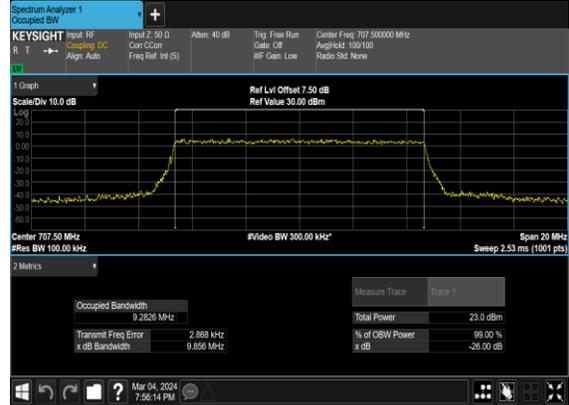 Spectrum Analyzer 1
Occupied BW
+
KEYSIGHT Input: RF Input Z: 50 Ω Atten: 40 dB Trig: Free Run Center Freq: 707.500000 MHz
R T Coupling: DC Corr CCorr Gate: Off Avg|Hold: 100/100
Align: Auto Freq Ref: Int (S) #IF Gain: Low Radio Std: None
1 Graph
Ref Lvl Offset 7.50 dB
Scale/Div 10.0 dB Ref Value 30.00 dBm
Log
20.0
10.0
0.00
-10.0
-20.0
-30.0
-40.0
-50.0
-60.0
Center 707.50 MHz #Video BW 300.00 kHz* Span 20 MHz
#Res BW 100.00 kHz Sweep 2.53 ms (1001 pts)
2 Metrics
Measure Trace Trace 1
Occupied Bandwidth
9.2826 MHz Total Power 23.0 dBm
Transmit Freq Error 2.868 kHz % of OBW Power 99.00 %
x dB Bandwidth 9.856 MHz x dB -26.00 dB
? Mar 04, 2024
7:56:14 PM